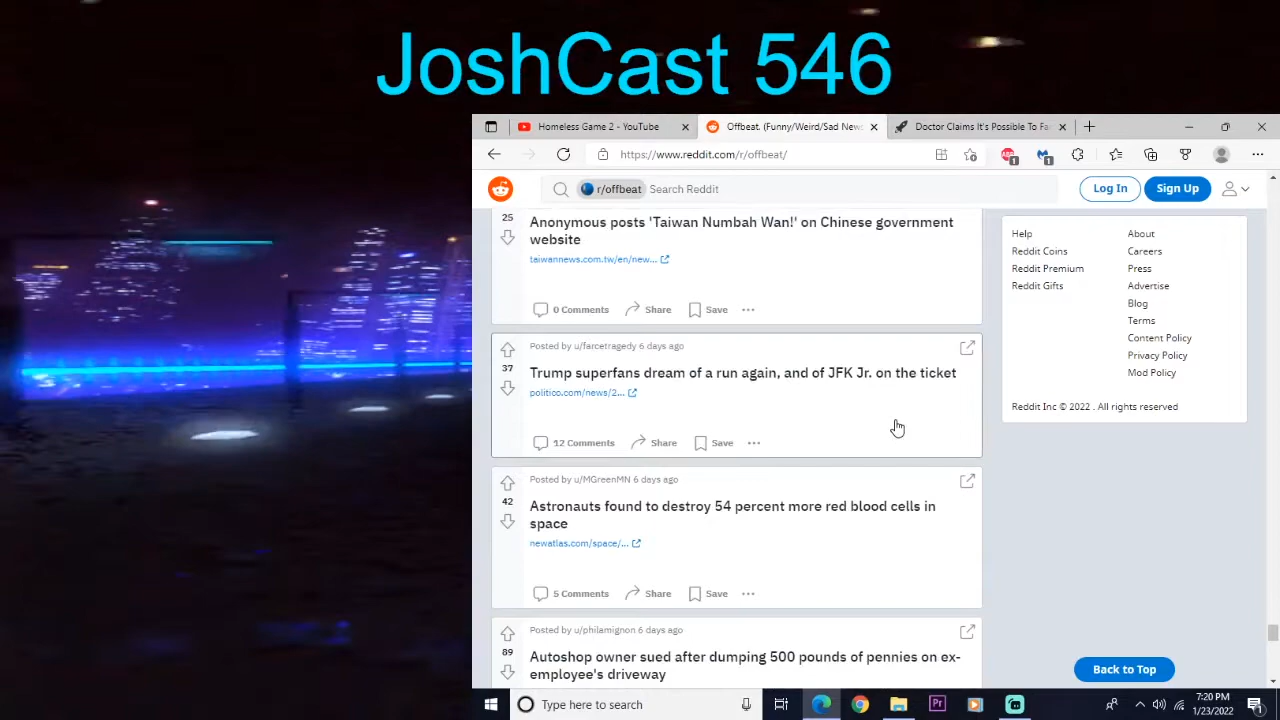 JoshCast 546
Homeless Game 2 - YouTube
Offbeat. (Funny/Weird/Sad New
Doctor Claims It's Possible To Fa
https://www.reddit.com/r/offbeat/
1
1
r/offbeat
Search Reddit
Log In
Sign Up
25
Anonymous posts 'Taiwan Numbah Wan!' on Chinese government
website
taiwannews.com.tw/en/new...
0 Comments
Share
Save
Posted by u/farcetragedy 6 days ago
37
Trump superfans dream of a run again, and of JFK Jr. on the ticket
politico.com/news/2...
12 Comments
Share
Save
Posted by u/MGreenMN 6 days ago
42
Astronauts found to destroy 54 percent more red blood cells in
space
newatlas.com/space/...
5 Comments
Share
Save
Posted by u/philamignon 6 days ago
89
Autoshop owner sued after dumping 500 pounds of pennies on ex-
employee's driveway
Help
About
Reddit Coins
Careers
Reddit Premium
Press
Reddit Gifts
Advertise
Blog
Terms
Content Policy
Privacy Policy
Mod Policy
Reddit Inc © 2022 . All rights reserved
Back to Top
Type here to search
Pr
7:20 PM
1/23/2022
1